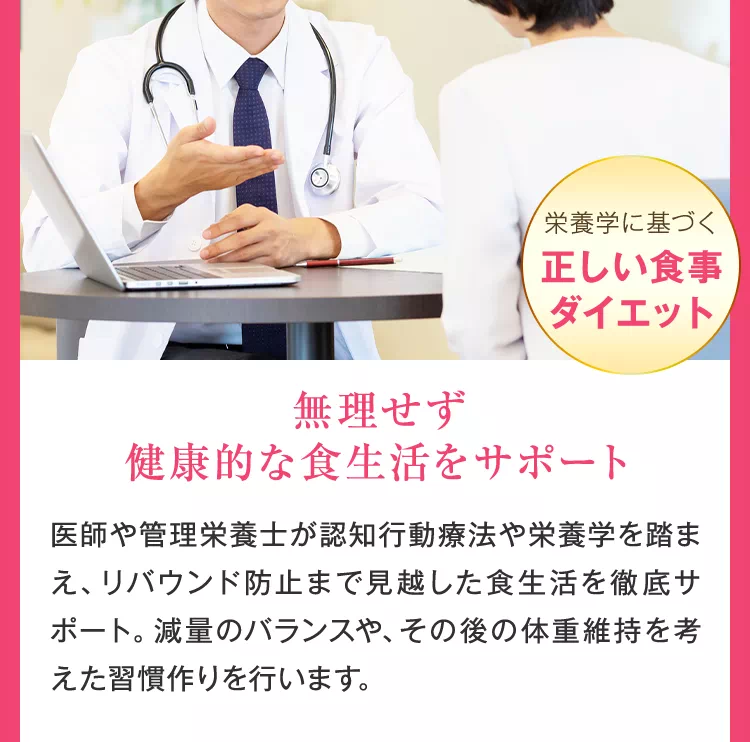 栄養学に基づく
正しい食事
ダイエット
無理せず
健康的な食生活をサポート
医師や管理栄養士が認知行動療法や栄養学を踏ま
え、リバウンド防止まで見越した食生活を徹底サ
ポート。減量のバランスや、その後の体重維持を考
えた習慣作りを行います。